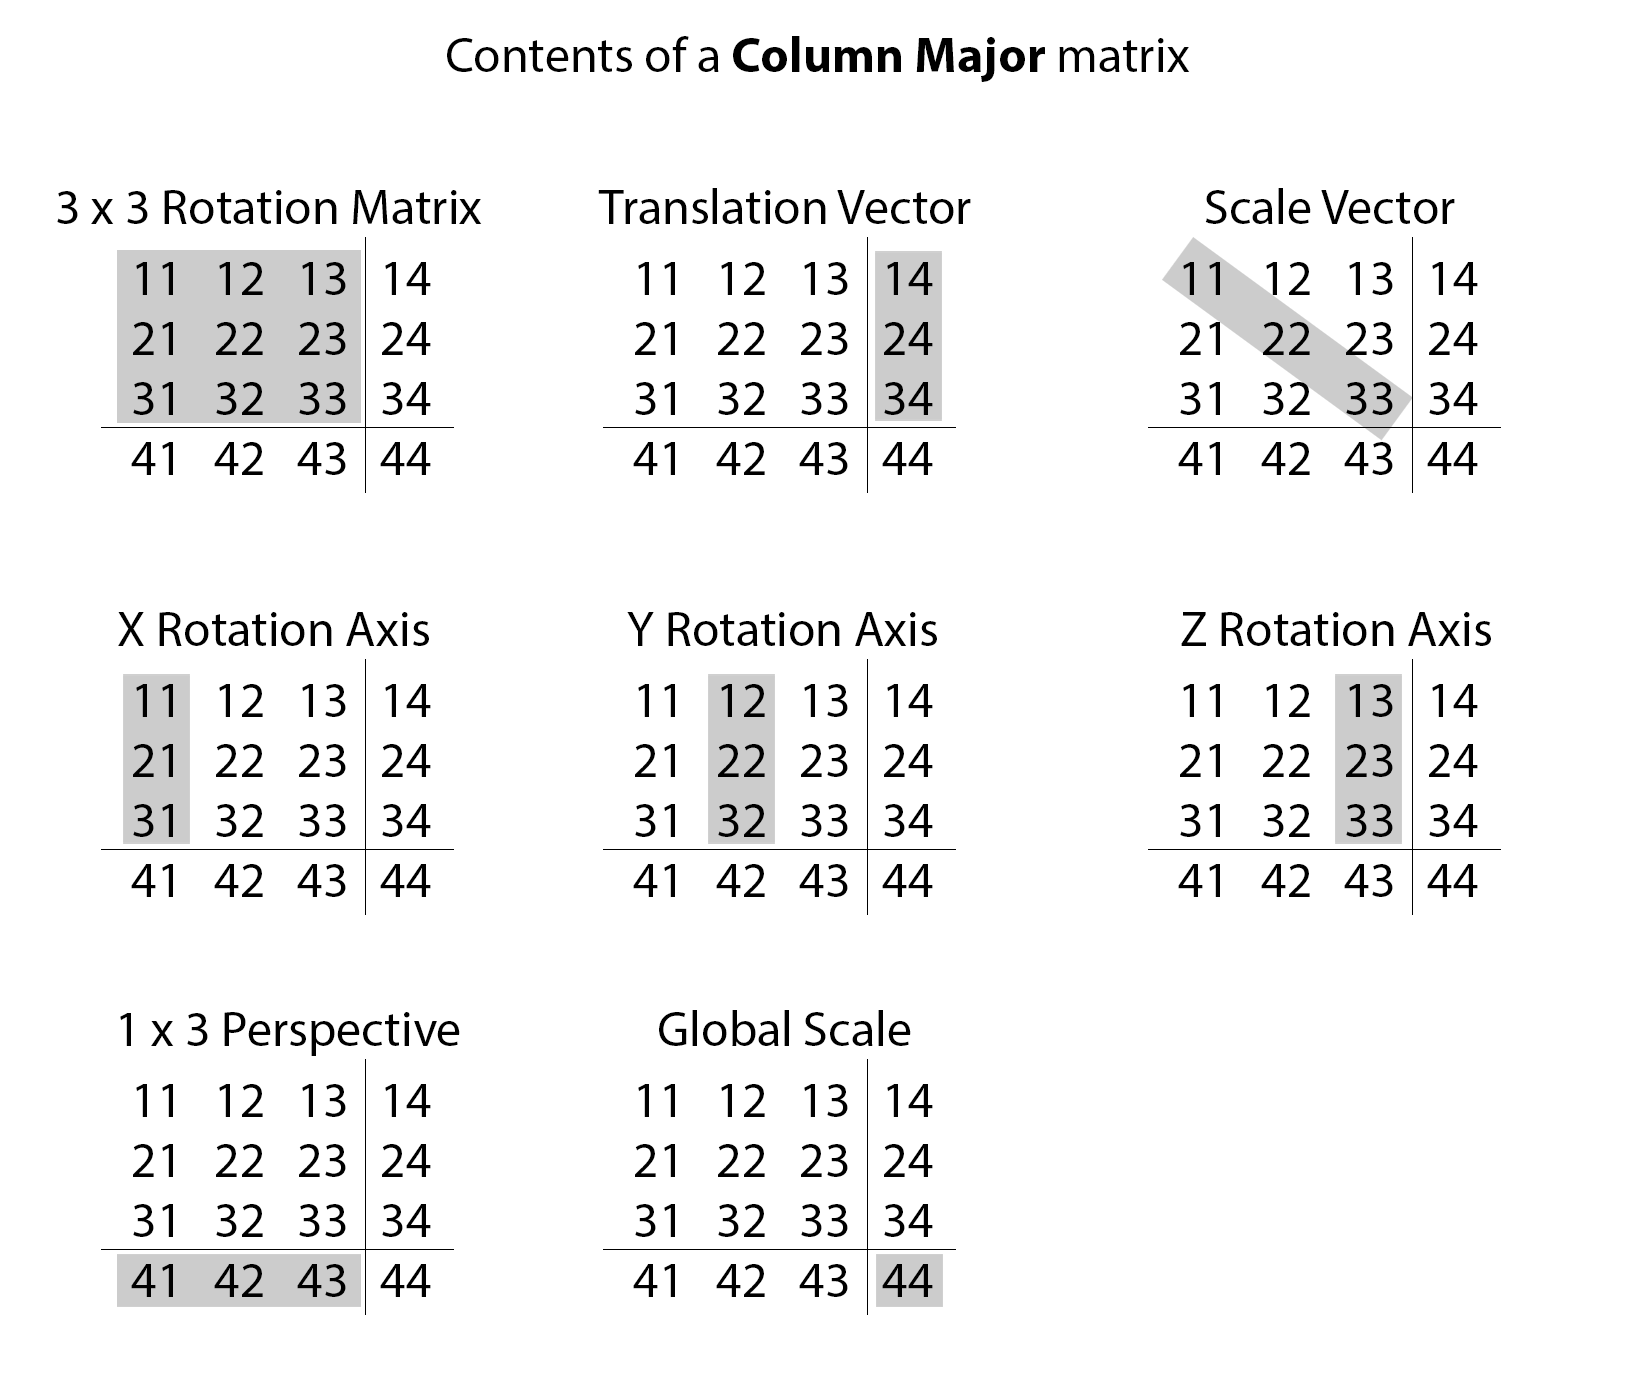 Contents of a Column Major matrix
3 x 3 Rotation Matrix
11 12 13 14
21 22 23 24
31 32 33 34
41 42 43 44
Translation Vector
11 12 13 14
21 22 23 24
31 32 33 34
41 42 43 44
Scale Vector
11 12 13 14
21 22 23 24
31 32 33 34
41 42 43 44
X Rotation Axis
11 12 13 14
21 22 23 24
31 32 33 34
41 42 43 44
Y Rotation Axis
11 12 13 14
21 22 23 24
31 32 33 34
41 42 43 44
Z Rotation Axis
11 12 13 14
21 22 23 24
31 32 33 34
41 42 43 44
1 x 3 Perspective
11 12 13 14
21 22 23 24
31 32 33 34
41 42 43 44
Global Scale
11 12 13 14
21 22 23 24
31 32 33 34
41 42 43 44